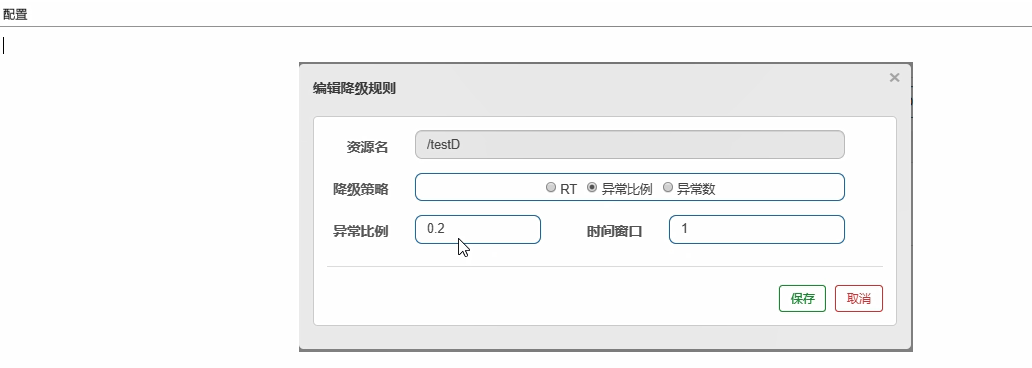 配置
编辑降级规则
×
资源名 /testD
降级策略 RT 异常比例 异常数
异常比例 0.2 时间窗口 1
保存 取消